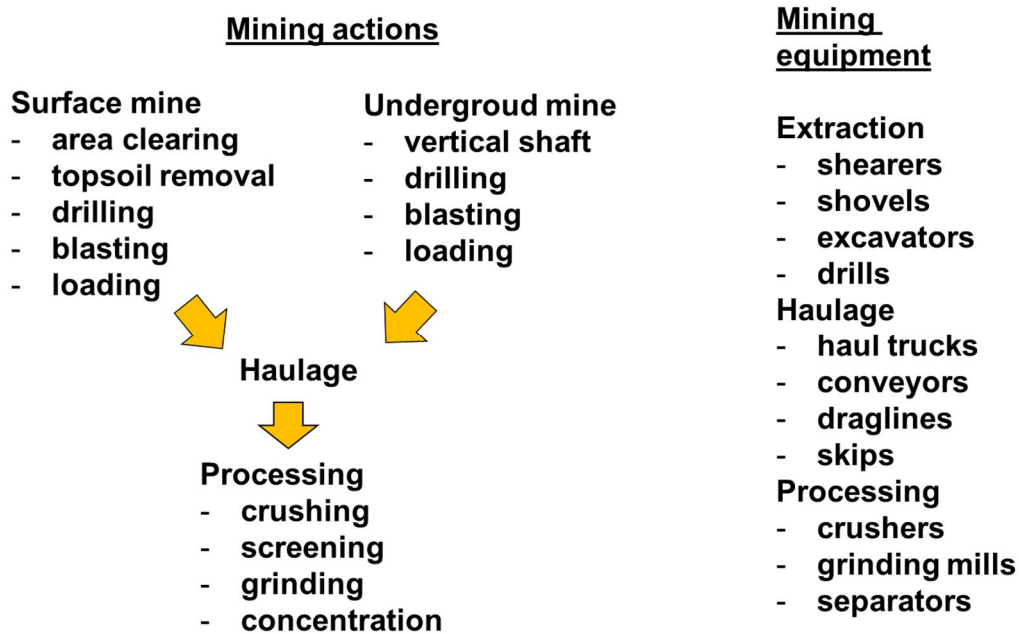 Mining actions
Surface mine
- area clearing
- topsoil removal
- drilling
- blasting
- loading
Undergroud mine
- vertical shaft
- drilling
- blasting
- loading
Haulage
Processing
- crushing
- screening
- grinding
- concentration
Mining
equipment
Extraction
- shearers
- shovels
- excavators
- drills
Haulage
- haul trucks
- conveyors
- draglines
- skips
Processing
- crushers
- grinding mills
- separators